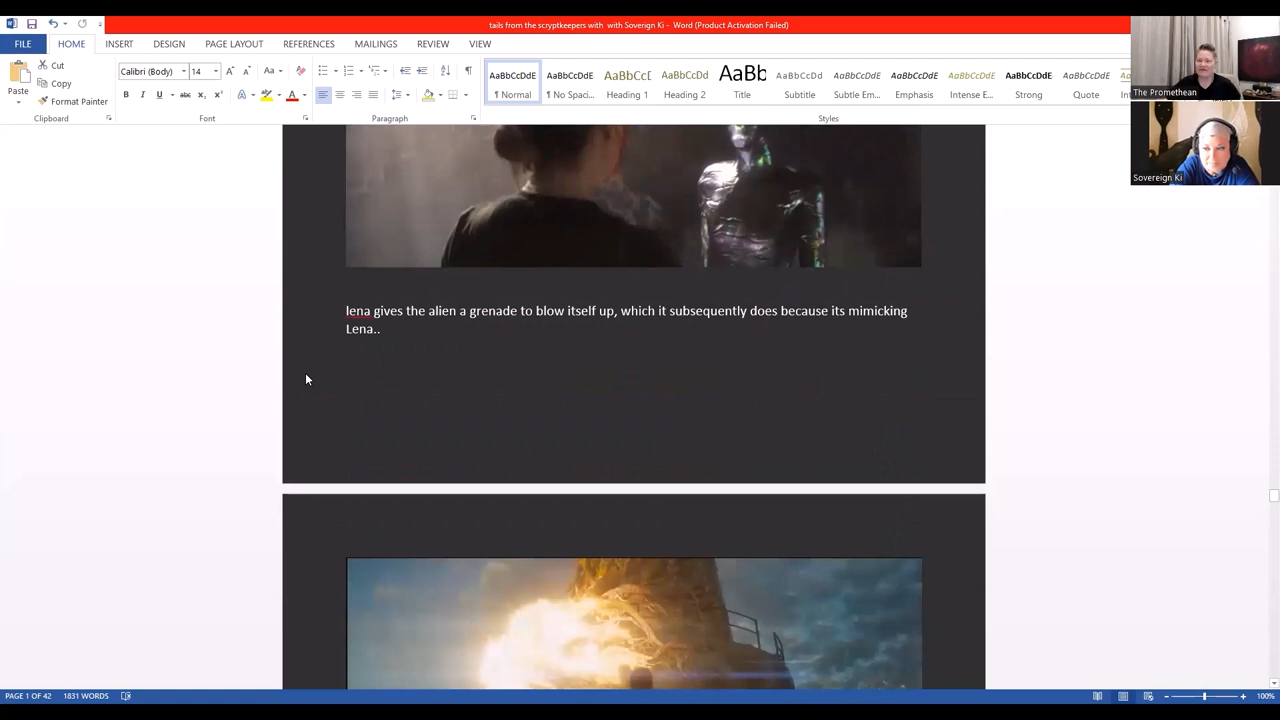 tails from the scryptkeepers with  with Soverign Ki -  Word (Product Activation Failed)
FILE
HOME
INSERT
DESIGN
PAGE LAYOUT
REFERENCES
MAILINGS
REVIEW
VIEW
Paste
Cut
Copy
Format Painter
Clipboard
Calibri (Body)
14
Font
Paragraph
AaBbCcDdE
¶ Normal
AaBbCcDdE
¶ No Spaci...
AaBbC(
Heading 1
AaBbCcDd
Heading 2
AaBb
Title
AaBbCcDdE
Subtitle
AaBbCcDdE
Subtle Em...
AaBbCcDdE
Emphasis
AaBbCcDdE
Intense E...
AaBbCcDdE
Strong
AaBbCcDdE
Quote
Styles
The Promethean
Sovereign Ki
lena gives the alien a grenade to blow itself up, which it subsequently does because its mimicking
Lena..
PAGE 1 OF 42
1831 WORDS
100%